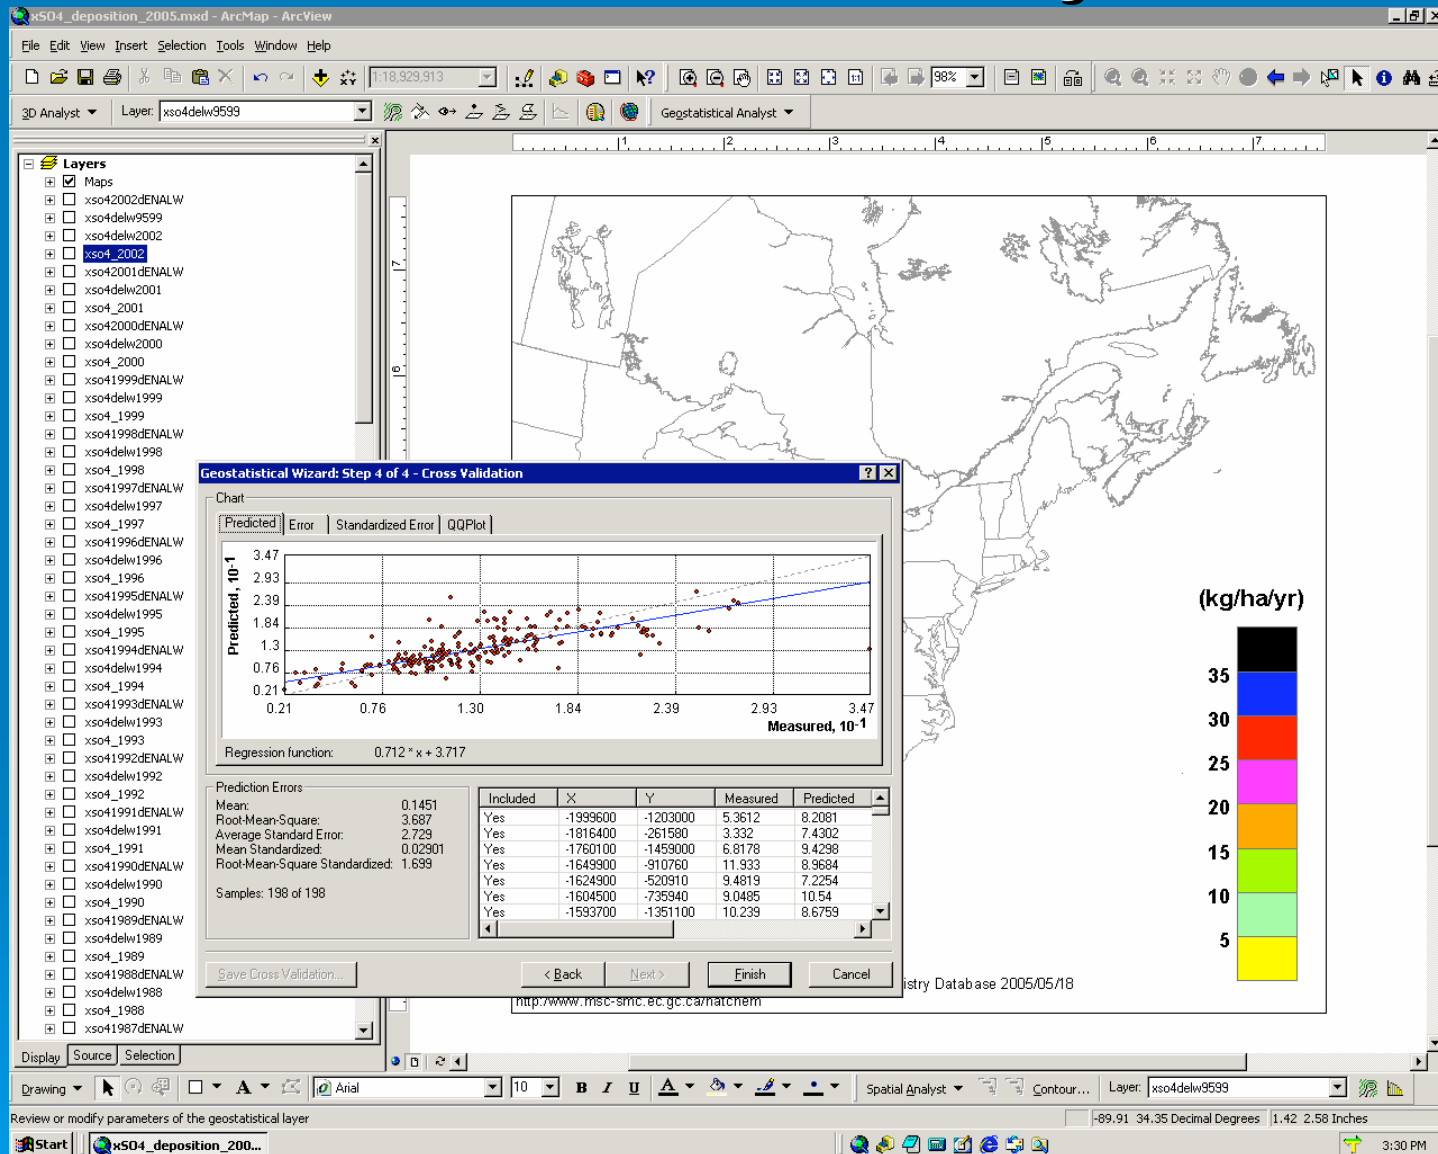 xSO4_deposition_2005.mxd - ArcMap - ArcView
File Edit View Insert Selection Tools Window Help
1:18,929,913
98%
3D Analyst
Layer: xso4delw9599
Geostatistical Analyst
Layers
Maps
xso42002dENALW
xso4delw9599
xso4delw2002
xso4_2002
xso42001dENALW
xso4delw2001
xso4_2001
xso42000dENALW
xso4delw2000
xso4_2000
xso41999dENALW
xso4delw1999
xso4_1999
xso41998dENALW
xso4delw1998
xso4_1998
xso41997dENALW
xso4delw1997
xso4_1997
xso41996dENALW
xso4delw1996
xso4_1996
xso41995dENALW
xso4delw1995
xso4_1995
xso41994dENALW
xso4delw1994
xso4_1994
xso41993dENALW
xso4delw1993
xso4_1993
xso41992dENALW
xso4delw1992
xso4_1992
xso41991dENALW
xso4delw1991
xso4_1991
xso41990dENALW
xso4delw1990
xso4_1990
xso41989dENALW
xso4delw1989
xso4_1989
xso41988dENALW
xso4delw1988
xso4_1988
xso41987dENALW
Display Source Selection
1 2 3 4 5 6 7
7
6
Geostatistical Wizard: Step 4 of 4 - Cross Validation
Chart
Predicted Error Standardized Error QQPlot
Predicted, 10-1
3.47
2.93
2.39
1.84
1.3
0.76
0.21
0.21 0.76 1.30 1.84 2.39 2.93 3.47
Measured, 10-1
Regression function: 0.712 * x + 3.717
Prediction Errors
Mean: 0.1451
Root-Mean-Square: 3.687
Average Standard Error: 2.729
Mean Standardized: 0.02901
Root-Mean-Square Standardized: 1.699
Samples: 198 of 198
Included X Y Measured Predicted
Yes -1999600 -1203000 5.3612 8.2081
Yes -1816400 -261580 3.332 7.4302
Yes -1760100 -1459000 6.8178 9.4298
Yes -1649900 -910760 11.933 8.9684
Yes -1624900 -520910 9.4819 7.2254
Yes -1604500 -735940 9.0485 10.54
Yes -1593700 -1351100 10.239 8.6759
Save Cross Validation... < Back Next > Finish Cancel
(kg/ha/yr)
35
30
25
20
15
10
5
istry Database 2005/05/18
http:/www.msc-smc.ec.gc.ca/natchem
Drawing A Arial 10 B I U A Spatial Analyst Contour... Layer: xso4delw9599
Review or modify parameters of the geostatistical layer
-89.91 34.35 Decimal Degrees 1.42 2.58 Inches
Start xSO4_deposition_200... 3:30 PM